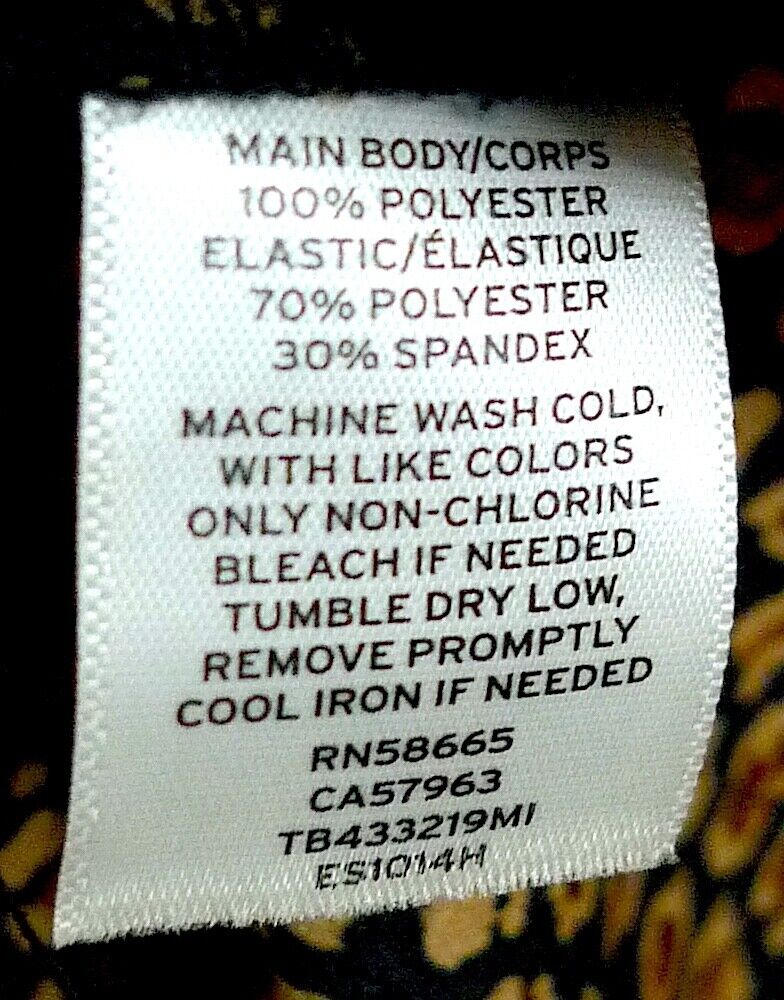 MAIN BODY/CORPS
100% POLYESTER
ELASTIC/ÉLASTIQUE
70% POLYESTER
30% SPANDEX
MACHINE WASH COLD,
WITH LIKE COLORS
ONLY NON-CHLORINE
BLEACH IF NEEDED
TUMBLE DRY LOW,
REMOVE PROMPTLY
COOL IRON IF NEEDED
RN58665
CA57963
TB433219MI
ES1014H